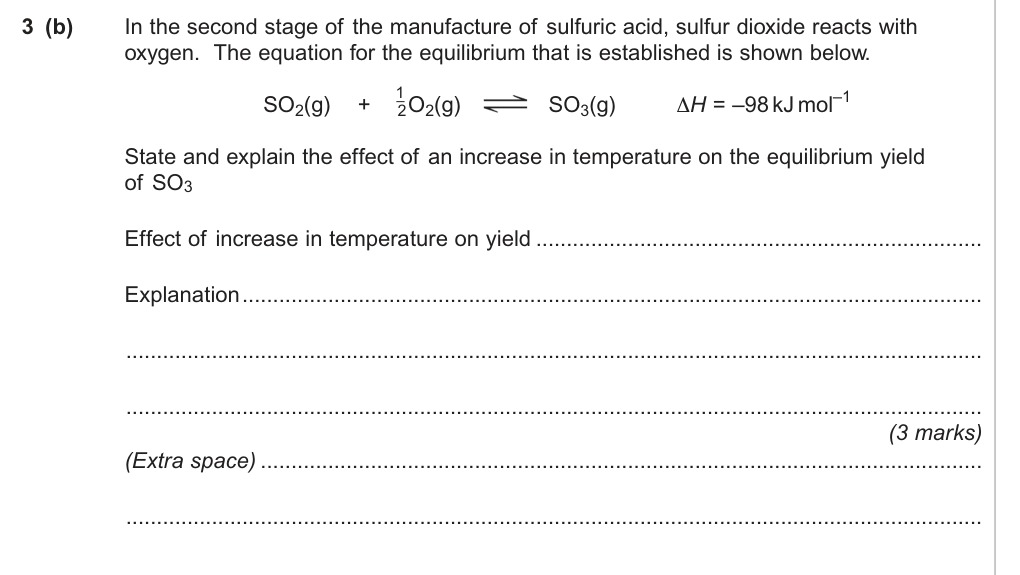 3 (b) In the second stage of the manufacture of sulfuric acid, sulfur dioxide reacts with
oxygen. The equation for the equilibrium that is established is shown below.
SO₂(g) + ½O₂(g) ⇌ SO₃(g) ΔH = –98 kJ mol⁻¹
State and explain the effect of an increase in temperature on the equilibrium yield
of SO₃
Effect of increase in temperature on yield ..........................................................................
Explanation..........................................................................................................................
..............................................................................................................................................
..............................................................................................................................................
(3 marks)
(Extra space) .......................................................................................................................
..............................................................................................................................................